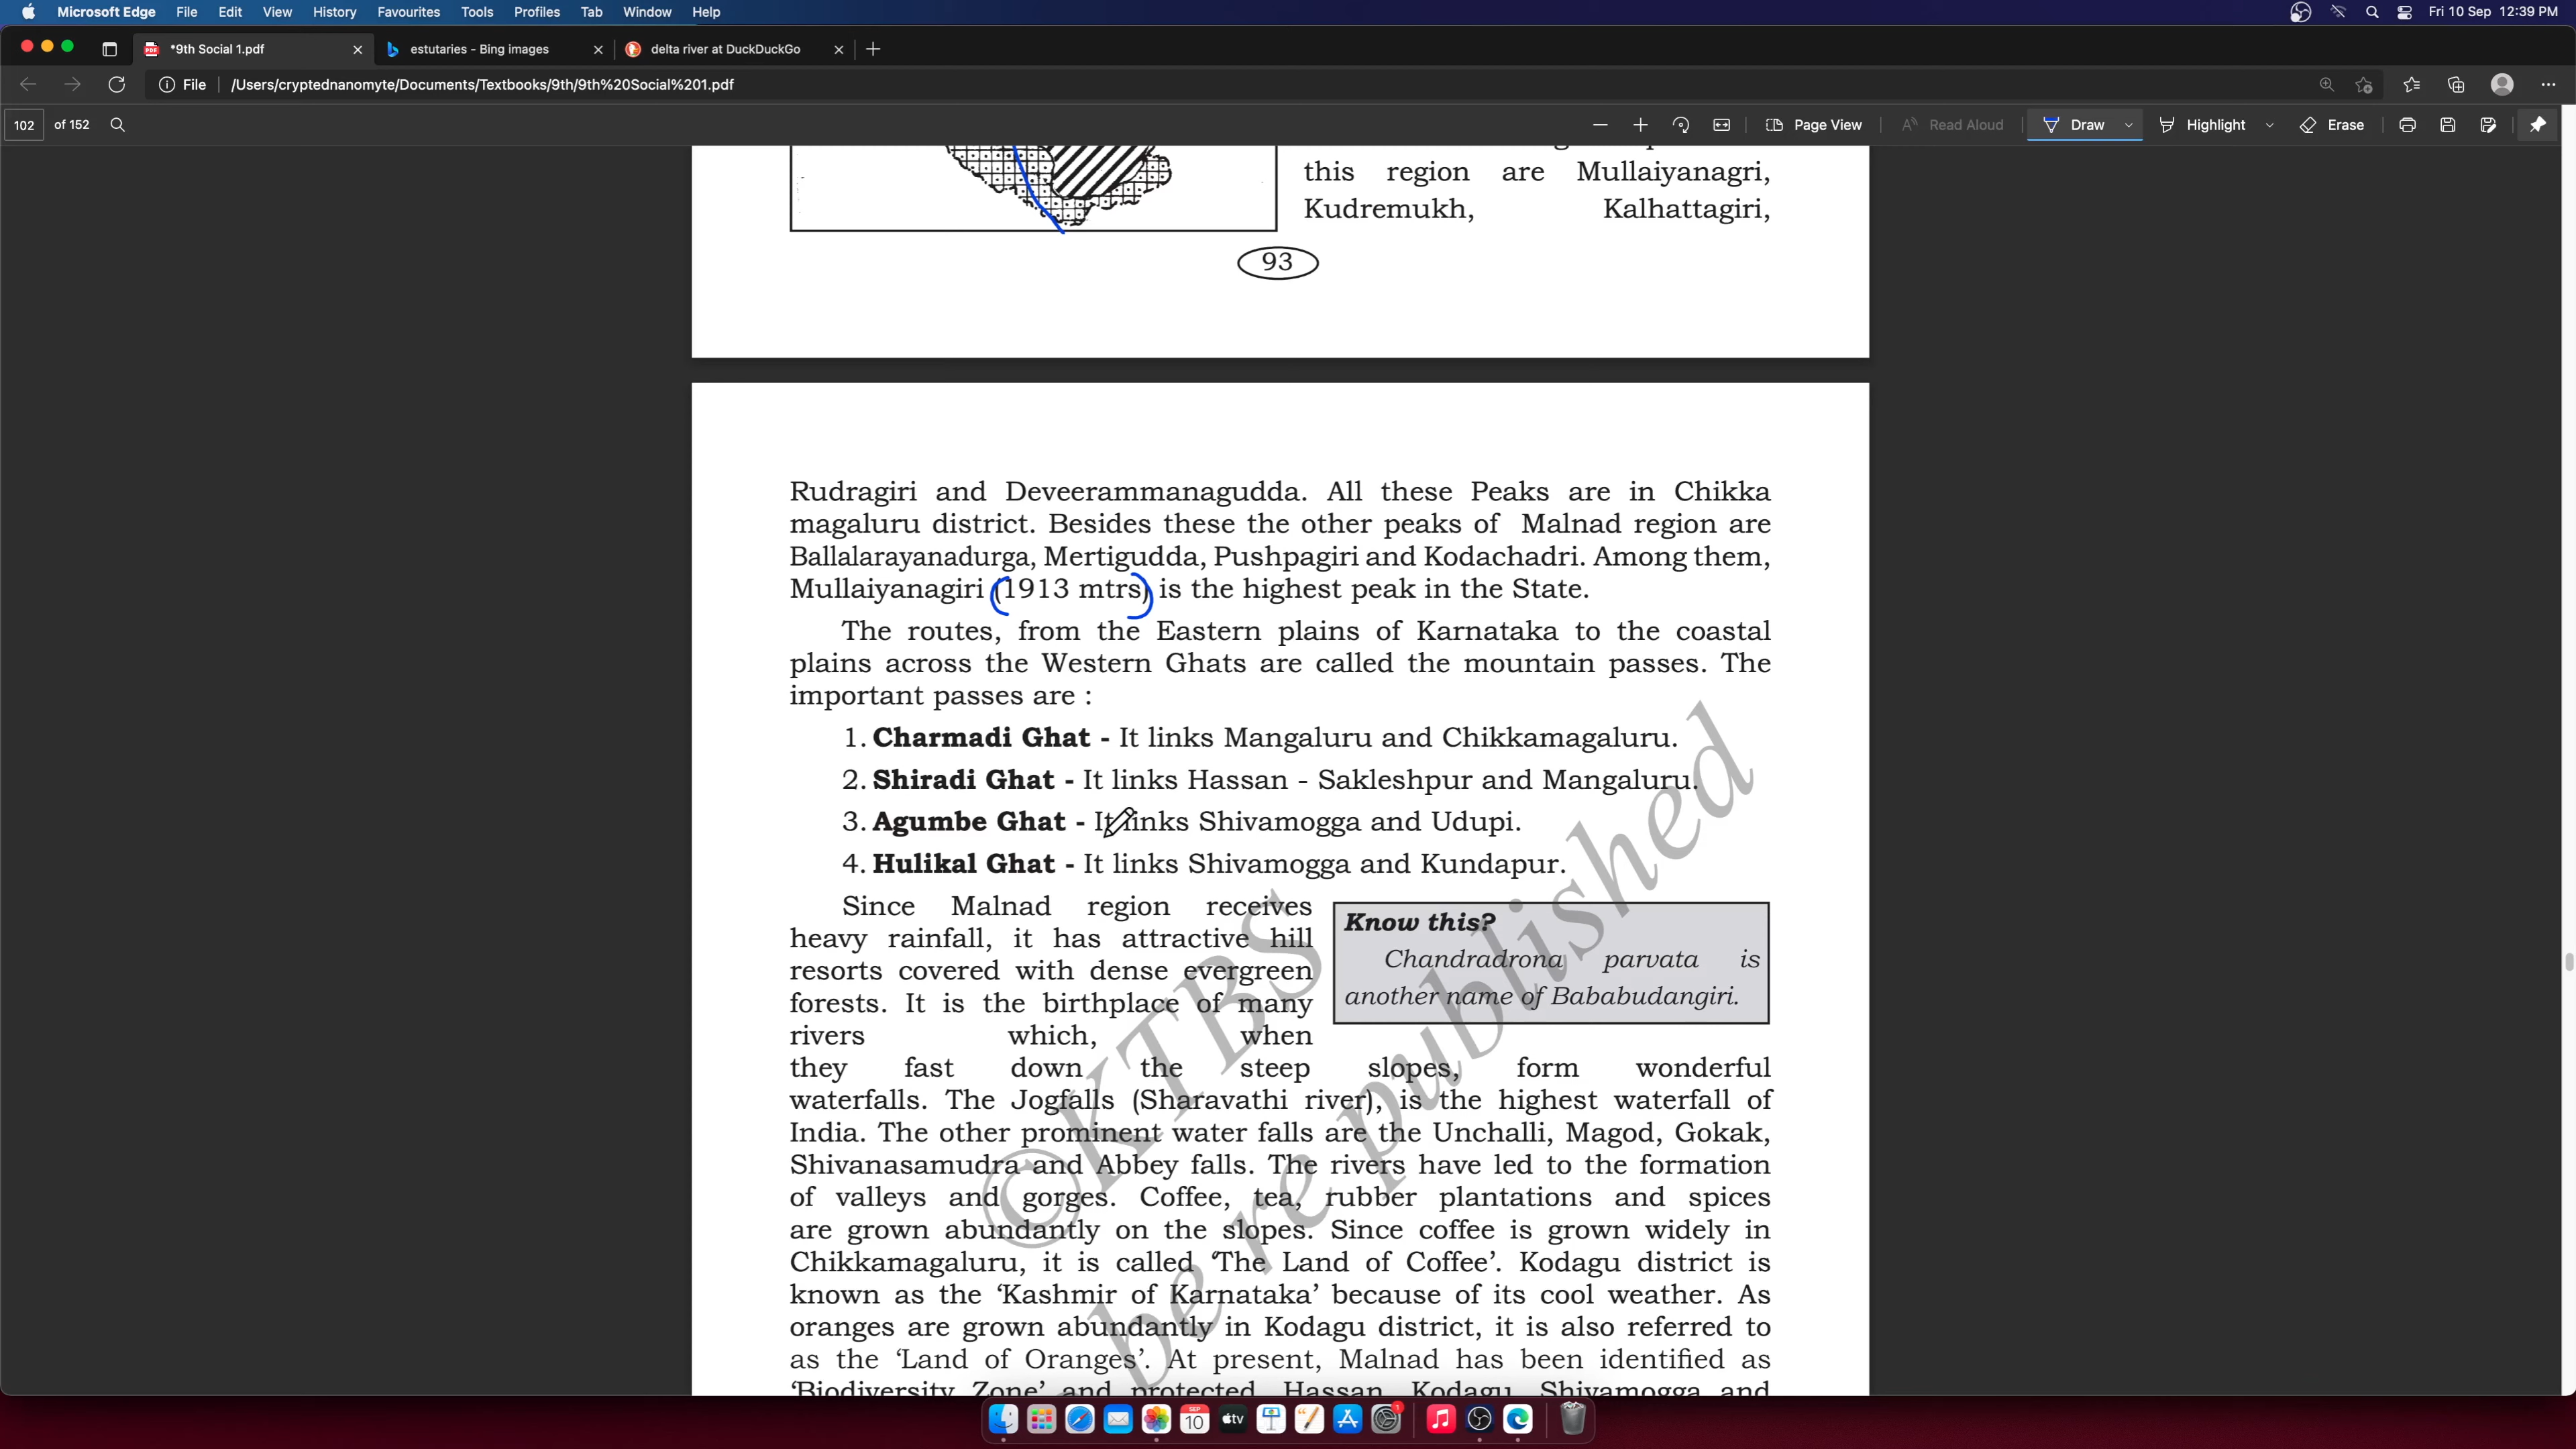 Microsoft Edge File Edit View History Favourites Tools Profiles Tab Window Help Fri 10 Sep 12:39 PM
*9th Social 1.pdf estutaries - Bing images delta river at DuckDuckGo
File /Users/cryptednanomyte/Documents/Textbooks/9th/9th%20Social%201.pdf
102 of 152 Page View Read Aloud Draw Highlight Erase
this region are Mullaiyanagri,
Kudremukh, Kalhattagiri,
93
Rudragiri and Deveerammanagudda. All these Peaks are in Chikka
magaluru district. Besides these the other peaks of Malnad region are
Ballalarayanadurga, Mertigudda, Pushpagiri and Kodachadri. Among them,
Mullaiyanagiri (1913 mtrs) is the highest peak in the State.
The routes, from the Eastern plains of Karnataka to the coastal
plains across the Western Ghats are called the mountain passes. The
important passes are :
1. Charmadi Ghat - It links Mangaluru and Chikkamagaluru.
2. Shiradi Ghat - It links Hassan - Sakleshpur and Mangaluru.
3. Agumbe Ghat - It links Shivamogga and Udupi.
4. Hulikal Ghat - It links Shivamogga and Kundapur.
Since Malnad region receives
heavy rainfall, it has attractive hill
resorts covered with dense evergreen
forests. It is the birthplace of many
rivers which, when
Know this?
Chandradrona parvata is
another name of Bababudangiri.
they fast down the steep slopes, form wonderful
waterfalls. The Jogfalls (Sharavathi river), is the highest waterfall of
India. The other prominent water falls are the Unchalli, Magod, Gokak,
Shivanasamudra and Abbey falls. The rivers have led to the formation
of valleys and gorges. Coffee, tea, rubber plantations and spices
are grown abundantly on the slopes. Since coffee is grown widely in
Chikkamagaluru, it is called 'The Land of Coffee'. Kodagu district is
known as the 'Kashmir of Karnataka' because of its cool weather. As
oranges are grown abundantly in Kodagu district, it is also referred to
as the 'Land of Oranges'. At present, Malnad has been identified as
'Biodiversity Zone' and protected. Hassan, Kodagu, Shivamogga and
©KTBS
be republished
SEP
10
tv
1